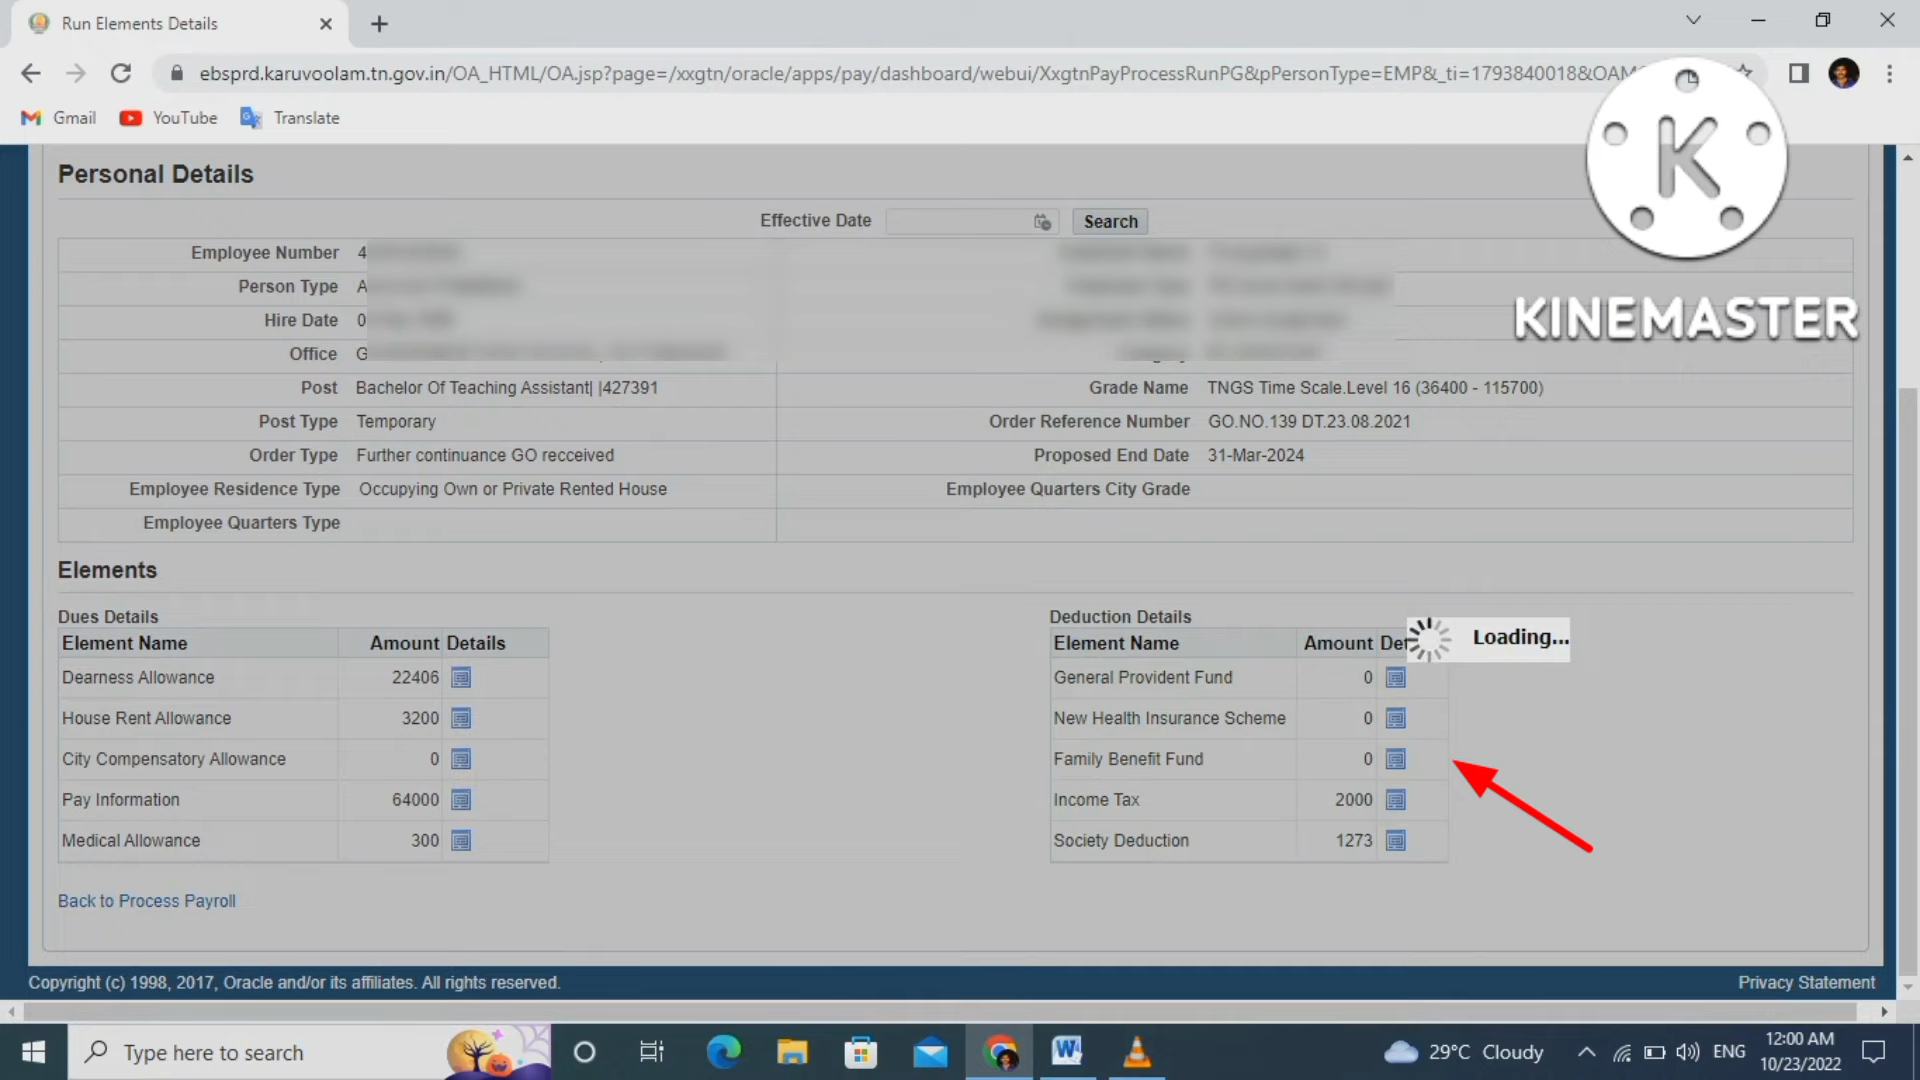 Run Elements Details
ebsprd.karuvoolam.tn.gov.in/OA_HTML/OA.jsp?page=/xxgtn/oracle/apps/pay/dashboard/webui/XxgtnPayProcessRunPG&pPersonType=EMP&_ti=1793840018&OAM
Gmail YouTube Translate
K
KINEMASTER
Personal Details
Effective Date Search
Employee Number 4
Person Type A
Hire Date 0
Office G
Post Bachelor Of Teaching Assistant| |427391 Grade Name TNGS Time Scale.Level 16 (36400 - 115700)
Post Type Temporary Order Reference Number GO.NO.139 DT.23.08.2021
Order Type Further continuance GO recceived Proposed End Date 31-Mar-2024
Employee Residence Type Occupying Own or Private Rented House Employee Quarters City Grade
Employee Quarters Type
Elements
Dues Details
Element Name Amount Details
Dearness Allowance 22406
House Rent Allowance 3200
City Compensatory Allowance 0
Pay Information 64000
Medical Allowance 300
Deduction Details
Element Name Amount Det
Loading...
General Provident Fund 0
New Health Insurance Scheme 0
Family Benefit Fund 0
Income Tax 2000
Society Deduction 1273
Back to Process Payroll
Copyright (c) 1998, 2017, Oracle and/or its affiliates. All rights reserved. Privacy Statement
Type here to search 29°C Cloudy ENG 12:00 AM
10/23/2022